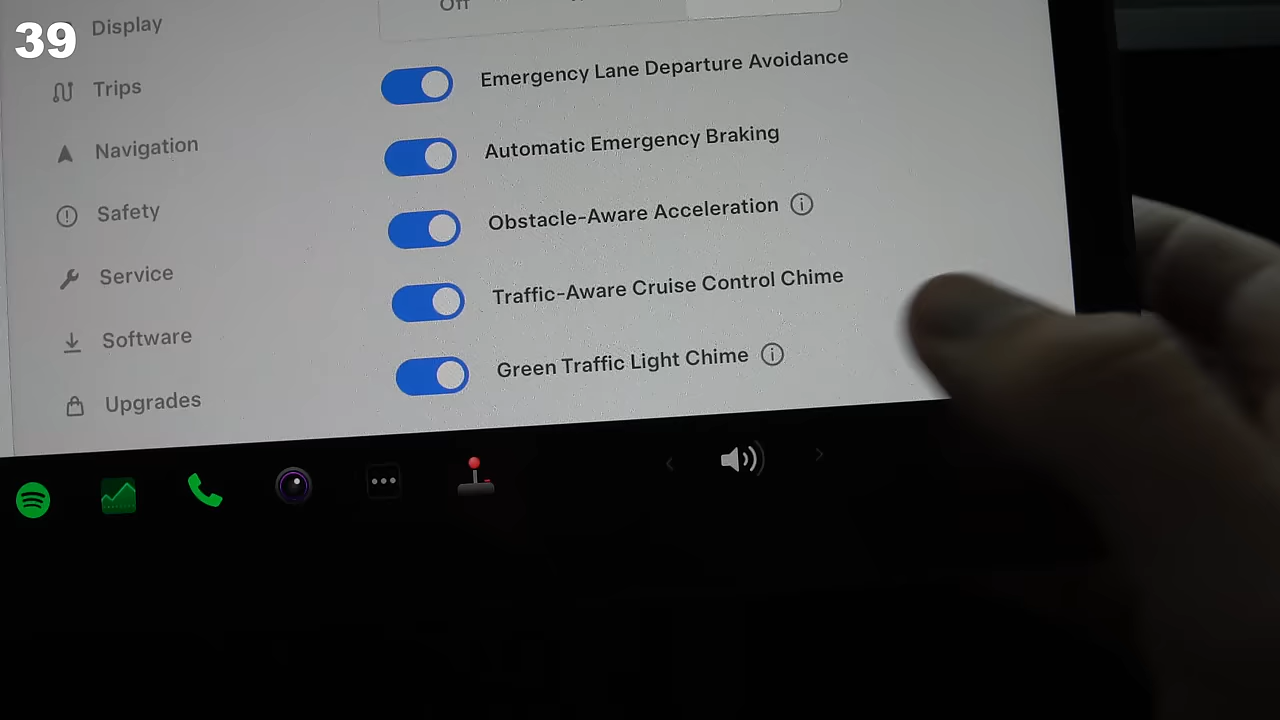 39
Display
Trips
Navigation
Safety
Service
Software
Upgrades
Off
Emergency Lane Departure Avoidance
Automatic Emergency Braking
Obstacle-Aware Acceleration
Traffic-Aware Cruise Control Chime
Green Traffic Light Chime